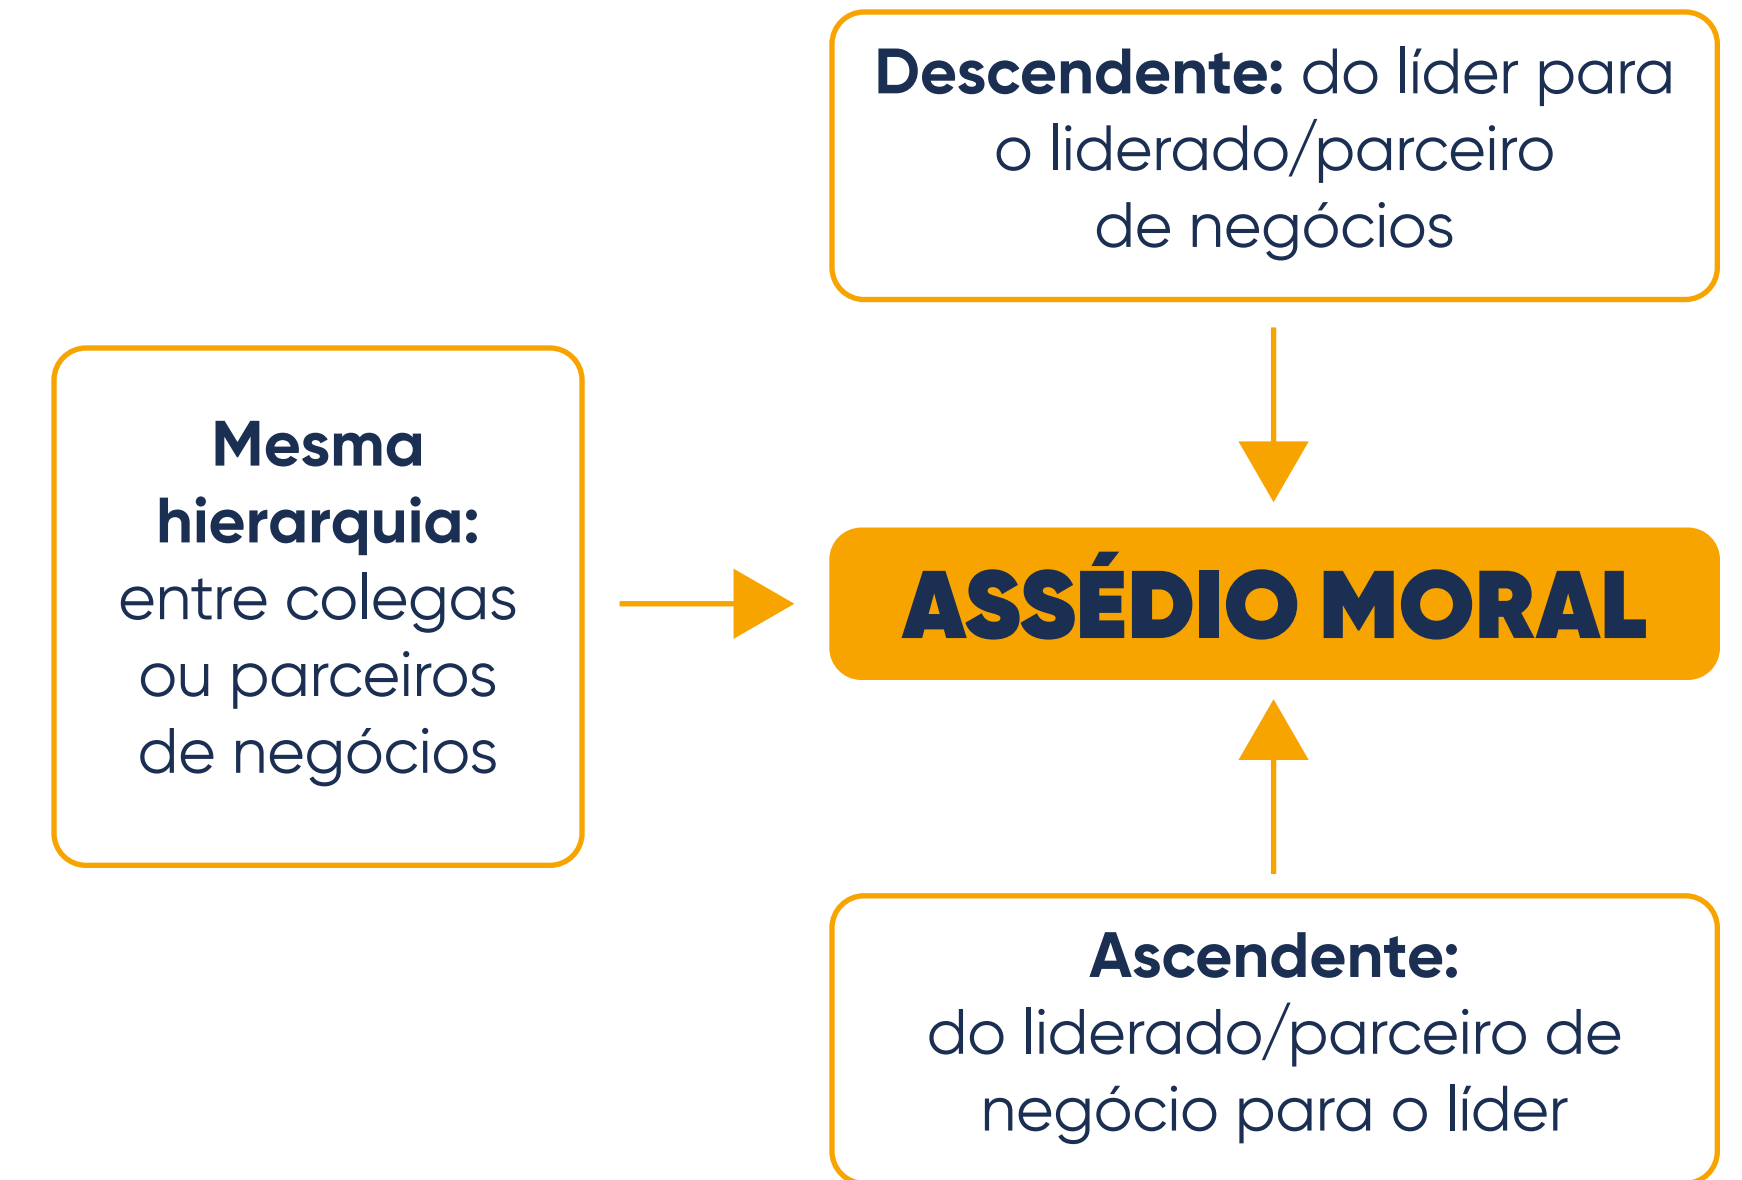 Descendente: do líder para
o liderado/parceiro
de negócios
Mesma
hierarquia:
entre colegas
ou parceiros
de negócios
ASSÉDIO MORAL
Ascendente:
do liderado/parceiro de
negócio para o líder